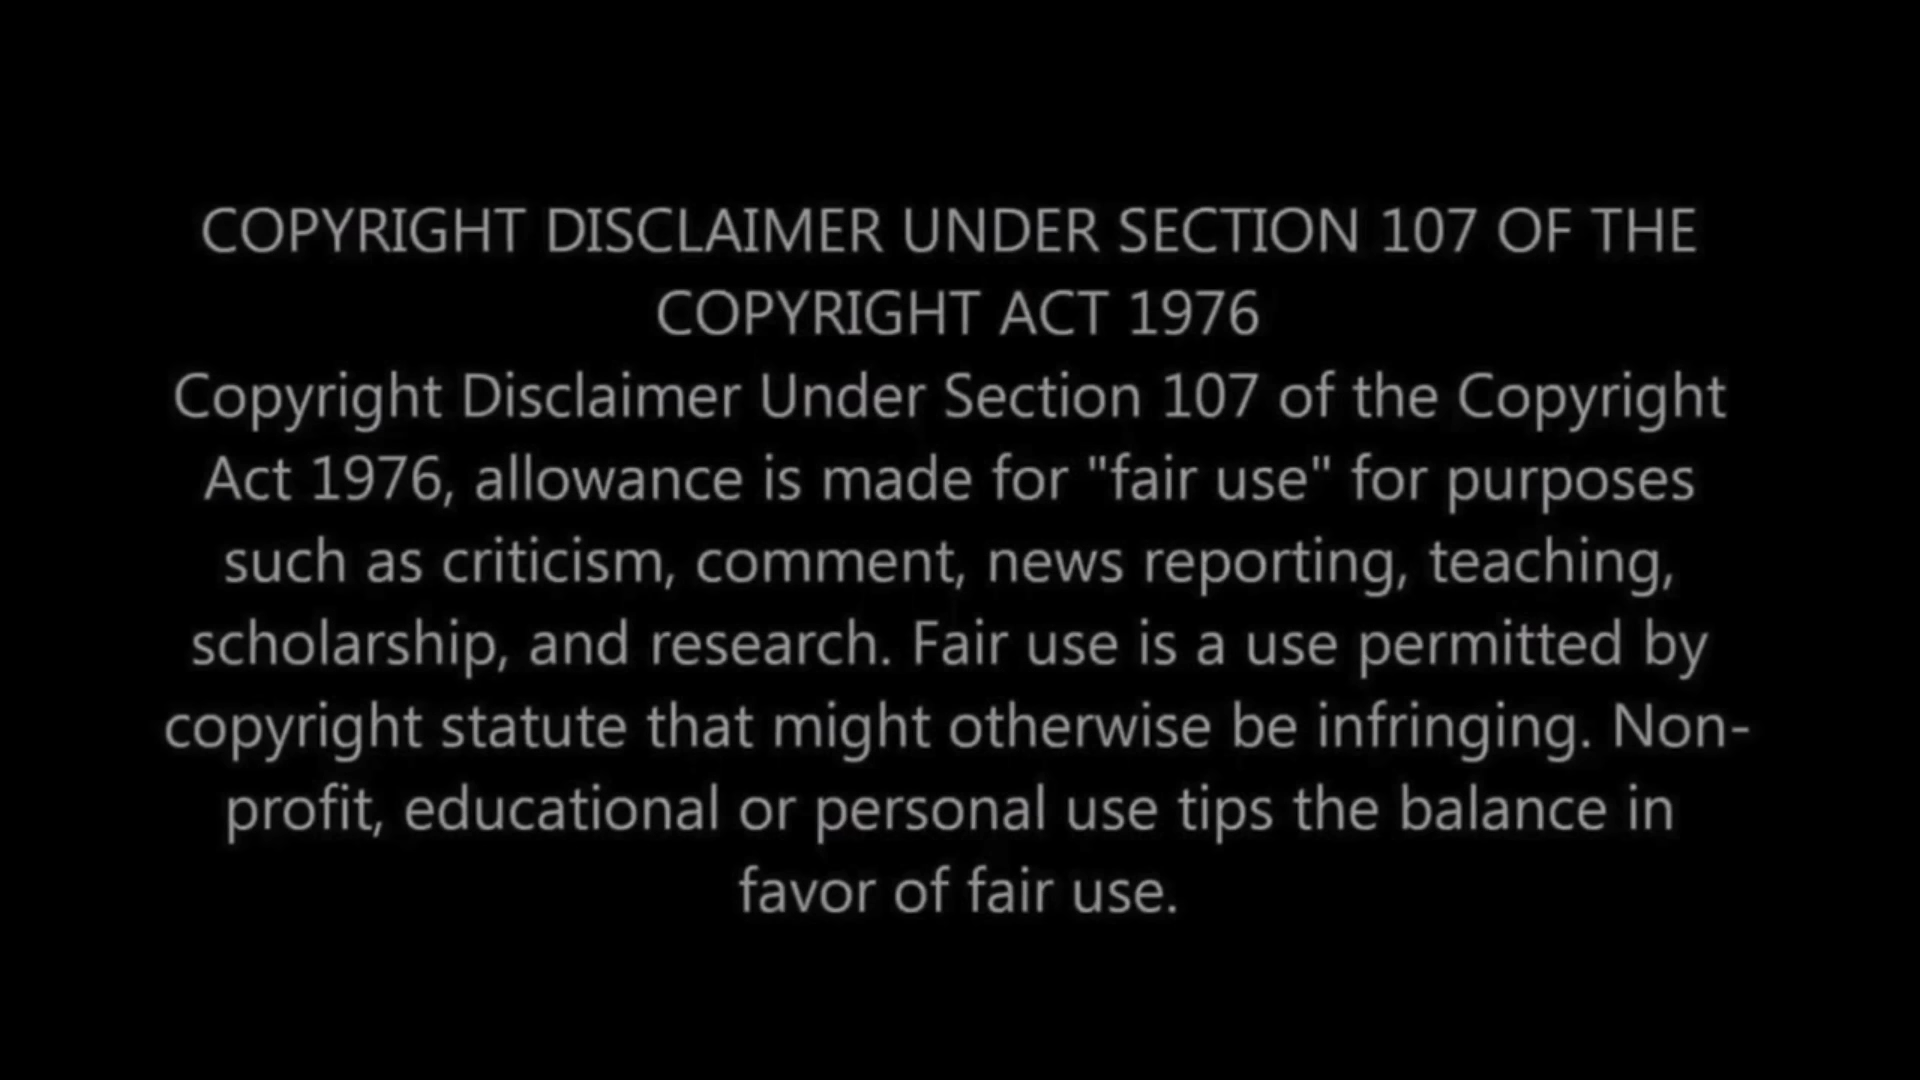 COPYRIGHT DISCLAIMER UNDER SECTION 107 OF THE
COPYRIGHT ACT 1976
Copyright Disclaimer Under Section 107 of the Copyright
Act 1976, allowance is made for "fair use" for purposes
such as criticism, comment, news reporting, teaching,
scholarship, and research. Fair use is a use permitted by
copyright statute that might otherwise be infringing. Non-
profit, educational or personal use tips the balance in
favor of fair use.